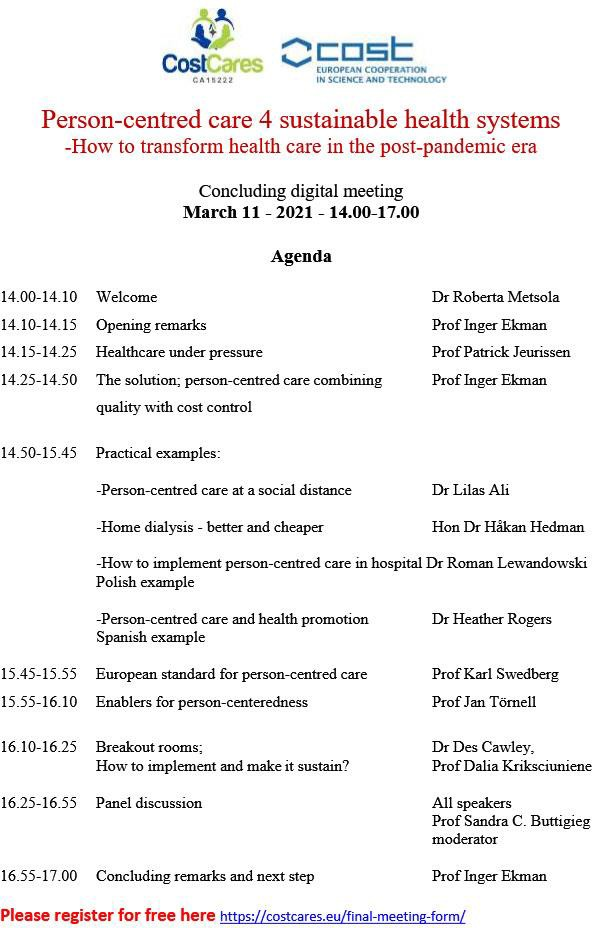 CostCares
CA15222
cost
EUROPEAN COOPERATION
IN SCIENCE AND TECHNOLOGY
Person-centred care 4 sustainable health systems
-How to transform health care in the post-pandemic era
Concluding digital meeting
March 11 - 2021 - 14.00-17.00
Agenda
14.00-14.10 Welcome Dr Roberta Metsola
14.10-14.15 Opening remarks Prof Inger Ekman
14.15-14.25 Healthcare under pressure Prof Patrick Jeurissen
14.25-14.50 The solution; person-centred care combining Prof Inger Ekman
quality with cost control
14.50-15.45 Practical examples:
-Person-centred care at a social distance Dr Lilas Ali
-Home dialysis - better and cheaper Hon Dr Håkan Hedman
-How to implement person-centred care in hospital Dr Roman Lewandowski
Polish example
-Person-centred care and health promotion Dr Heather Rogers
Spanish example
15.45-15.55 European standard for person-centred care Prof Karl Swedberg
15.55-16.10 Enablers for person-centeredness Prof Jan Törnell
16.10-16.25 Breakout rooms; Dr Des Cawley,
How to implement and make it sustain? Prof Dalia Kriksciuniene
16.25-16.55 Panel discussion All speakers
Prof Sandra C. Buttigieg
moderator
16.55-17.00 Concluding remarks and next step Prof Inger Ekman
Please register for free here https://costcares.eu/final-meeting-form/